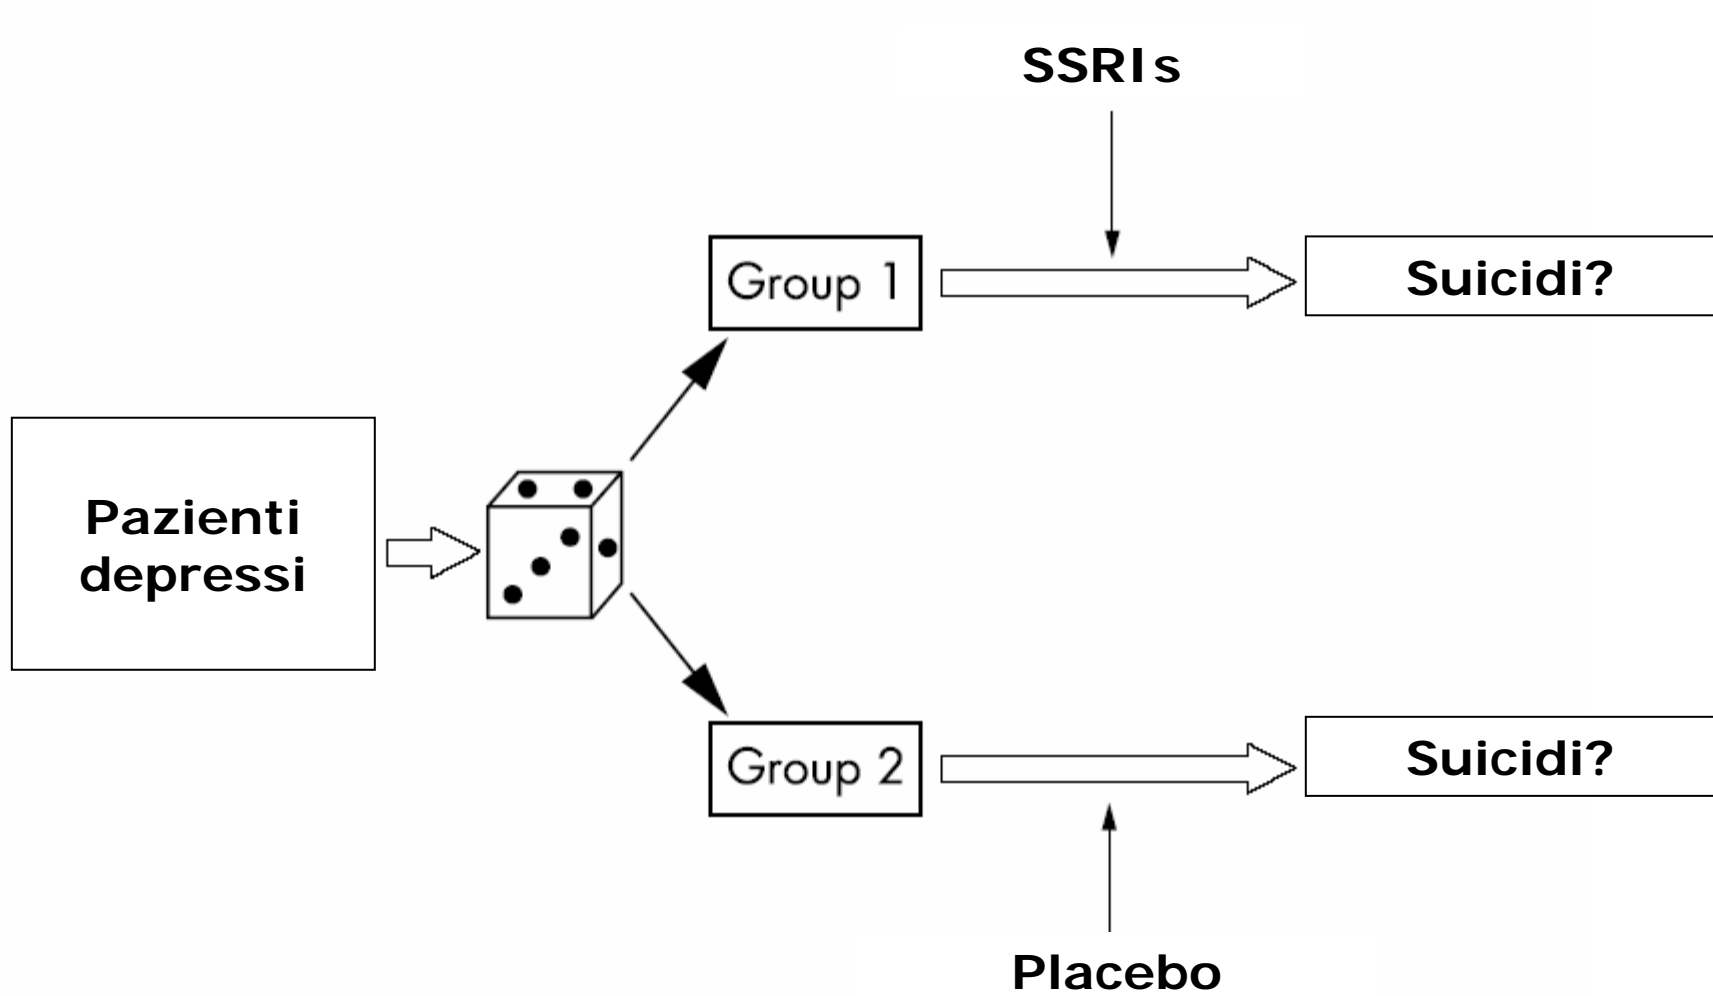 SSRIs
Group 1
Suicidi?
Pazienti
depressi
Group 2
Suicidi?
Placebo